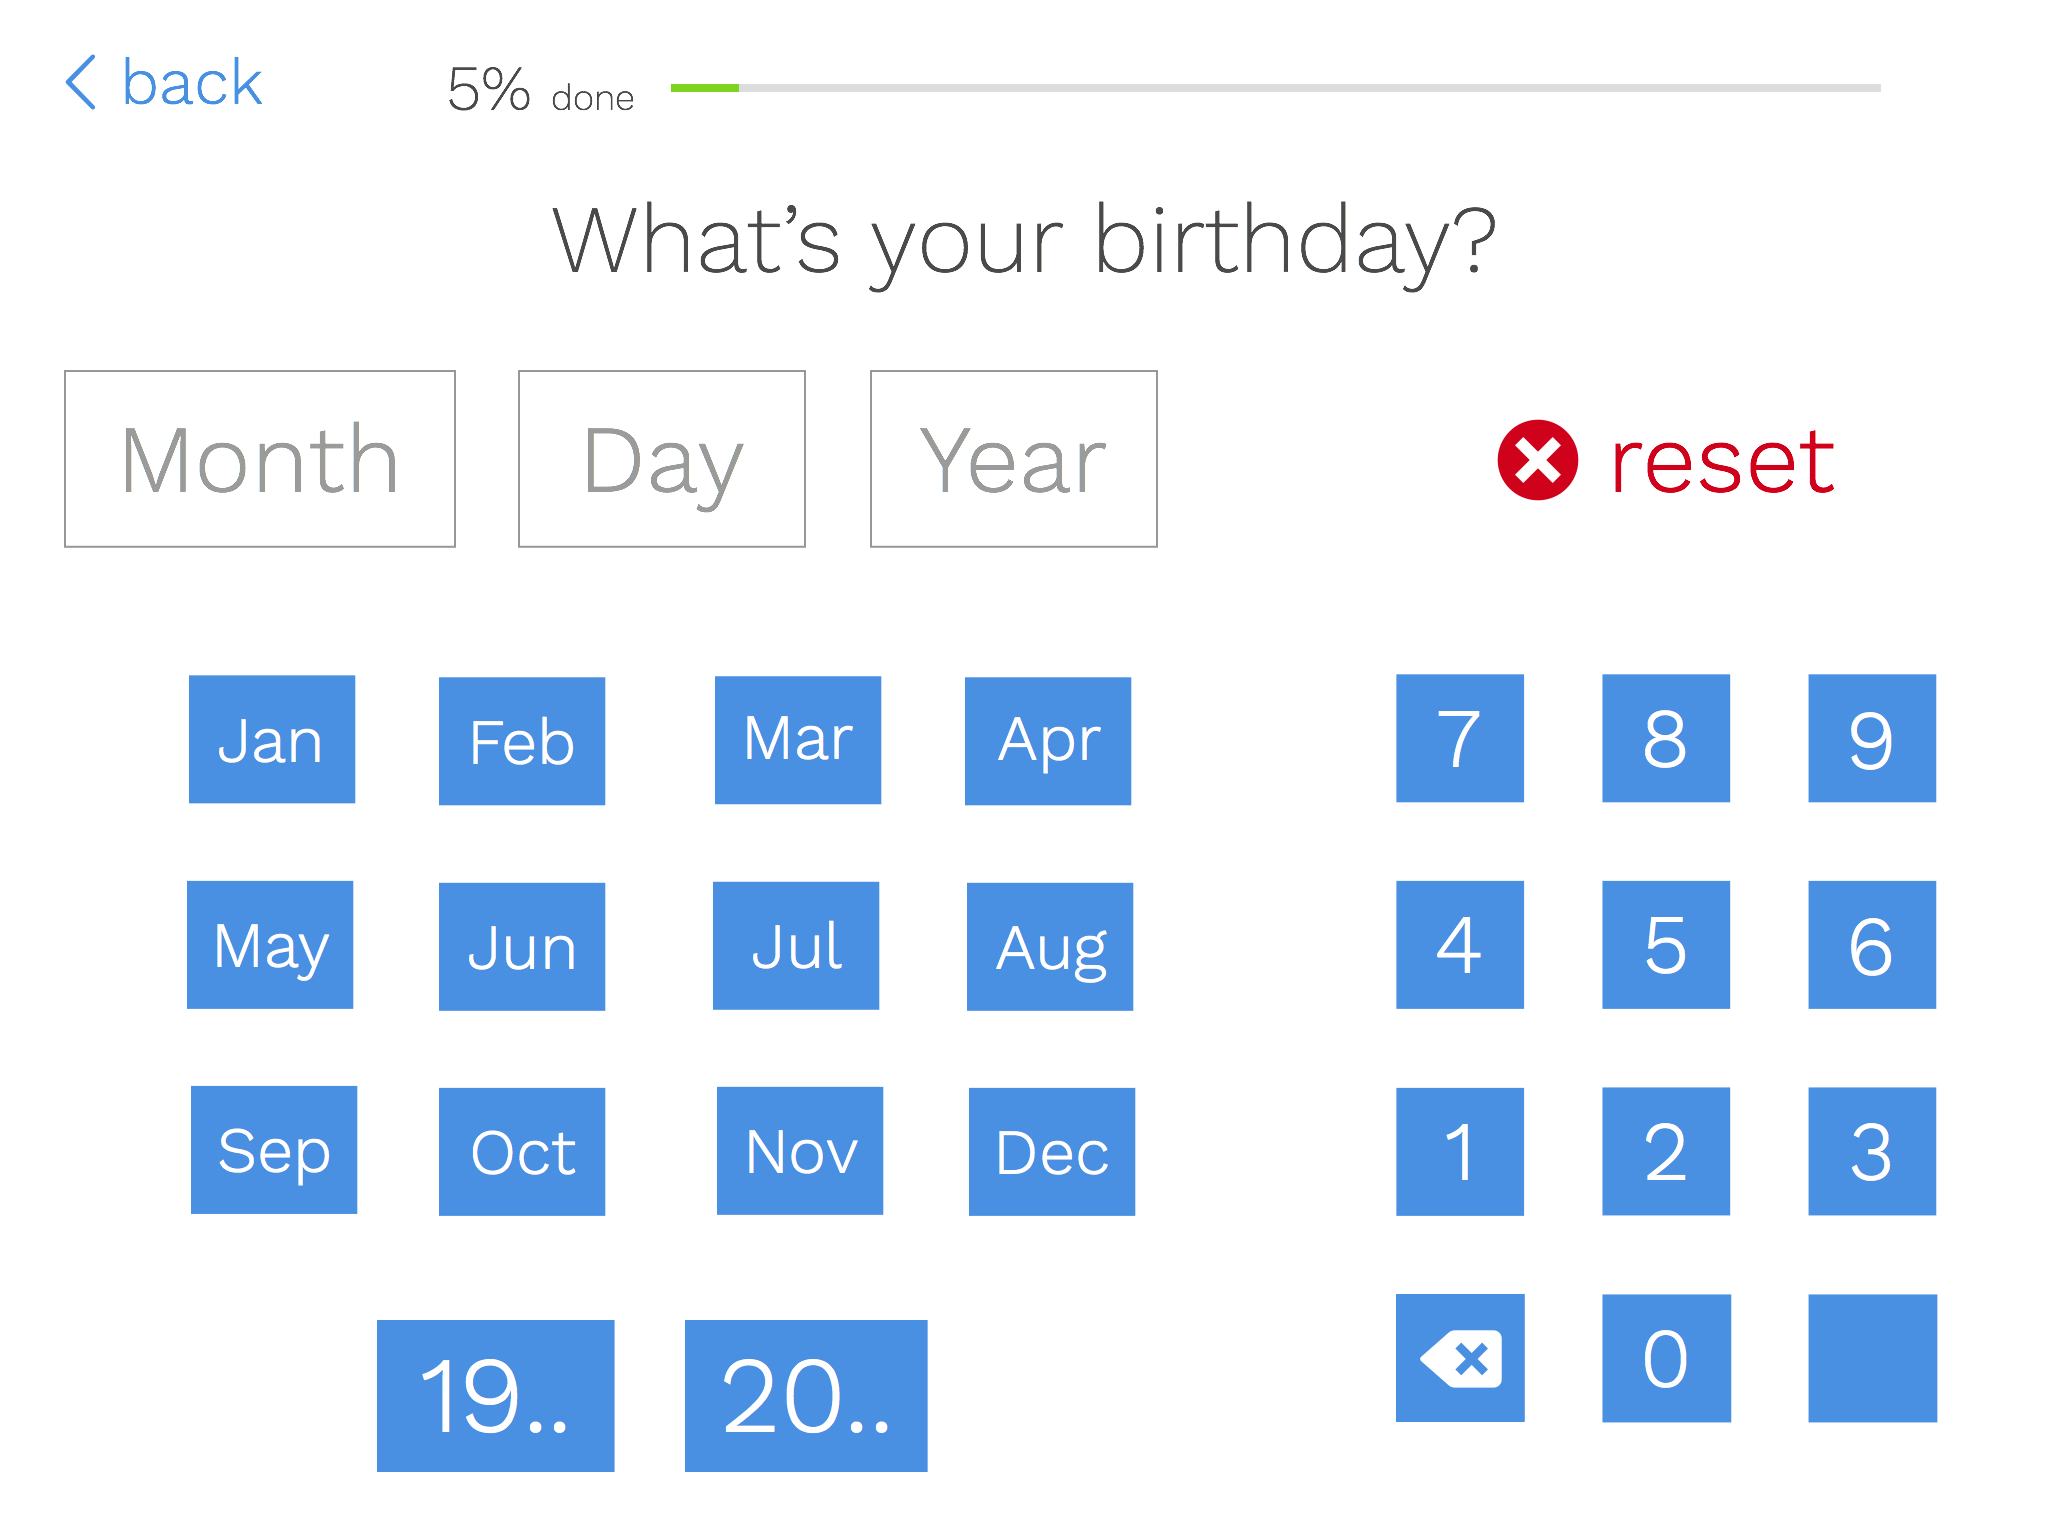 back
5% done
What's your birthday?
Month Day Year
reset
Jan Feb Mar Apr
7 8 9
May Jun Jul Aug
4 5 6
Sep Oct Nov Dec
1 2 3
19.. 20..
0